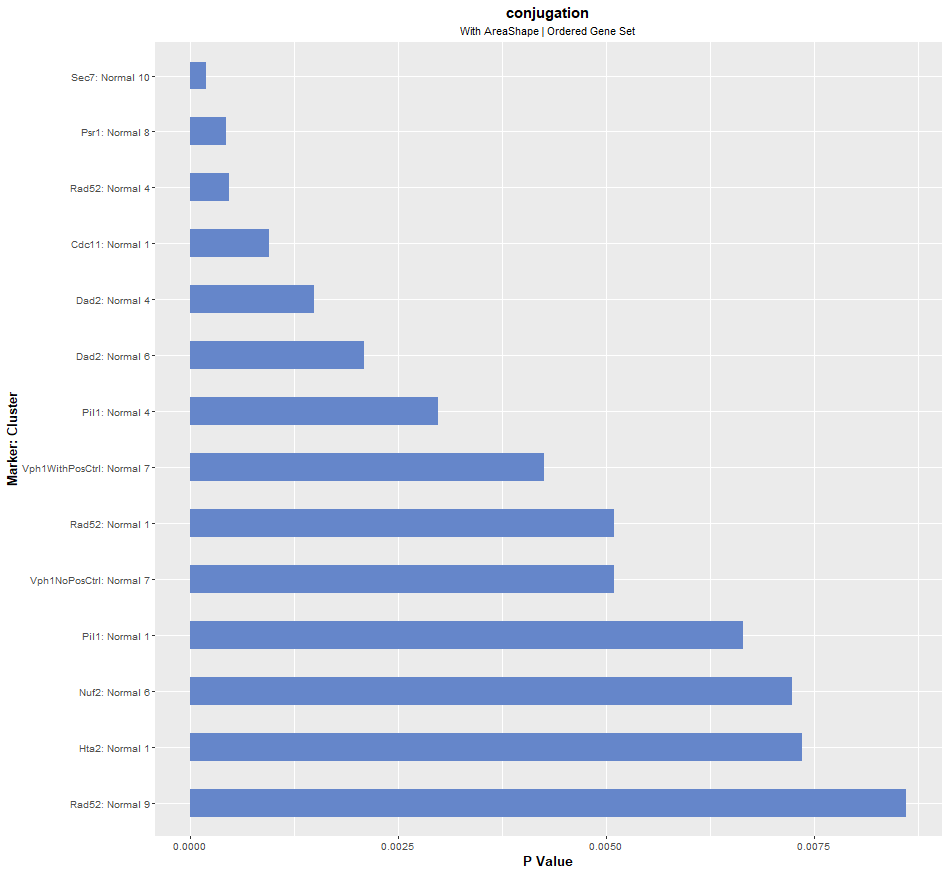 conjugation
With AreaShape | Ordered Gene Set
Marker: Cluster
Sec7: Normal 10
Psr1: Normal 8
Rad52: Normal 4
Cdc11: Normal 1
Dad2: Normal 4
Dad2: Normal 6
Pil1: Normal 4
Vph1WithPosCtrl: Normal 7
Rad52: Normal 1
Vph1NoPosCtrl: Normal 7
Pil1: Normal 1
Nuf2: Normal 6
Hta2: Normal 1
Rad52: Normal 9
0.0000 0.0025 0.0050 0.0075
P Value